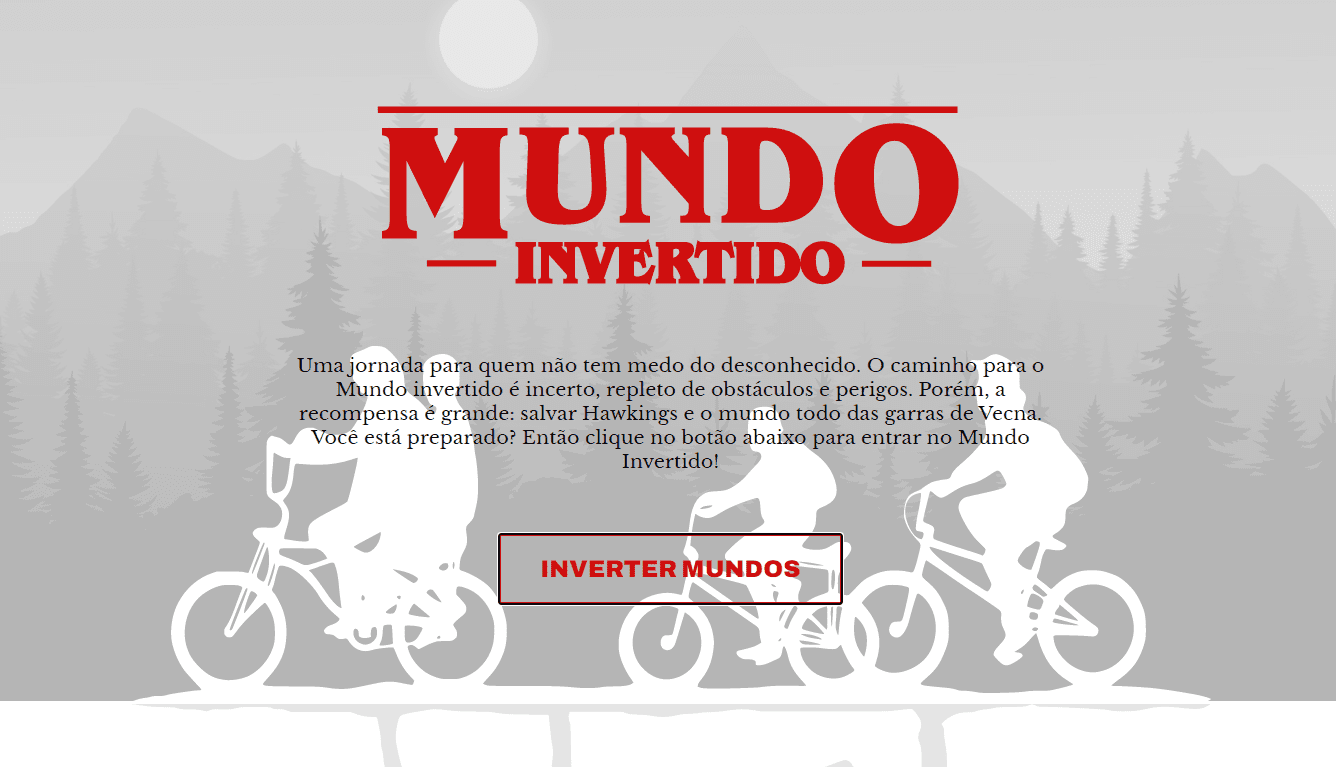 MUNDO
INVERTIDO
Uma jornada para quem não tem medo do desconhecido. O caminho para o
Mundo invertido é incerto, repleto de obstáculos e perigos. Porém, a
recompensa é grande: salvar Hawkings e o mundo todo das garras de Vecna.
Você está preparado? Então clique no botão abaixo para entrar no Mundo
Invertido!
INVERTER MUNDOS